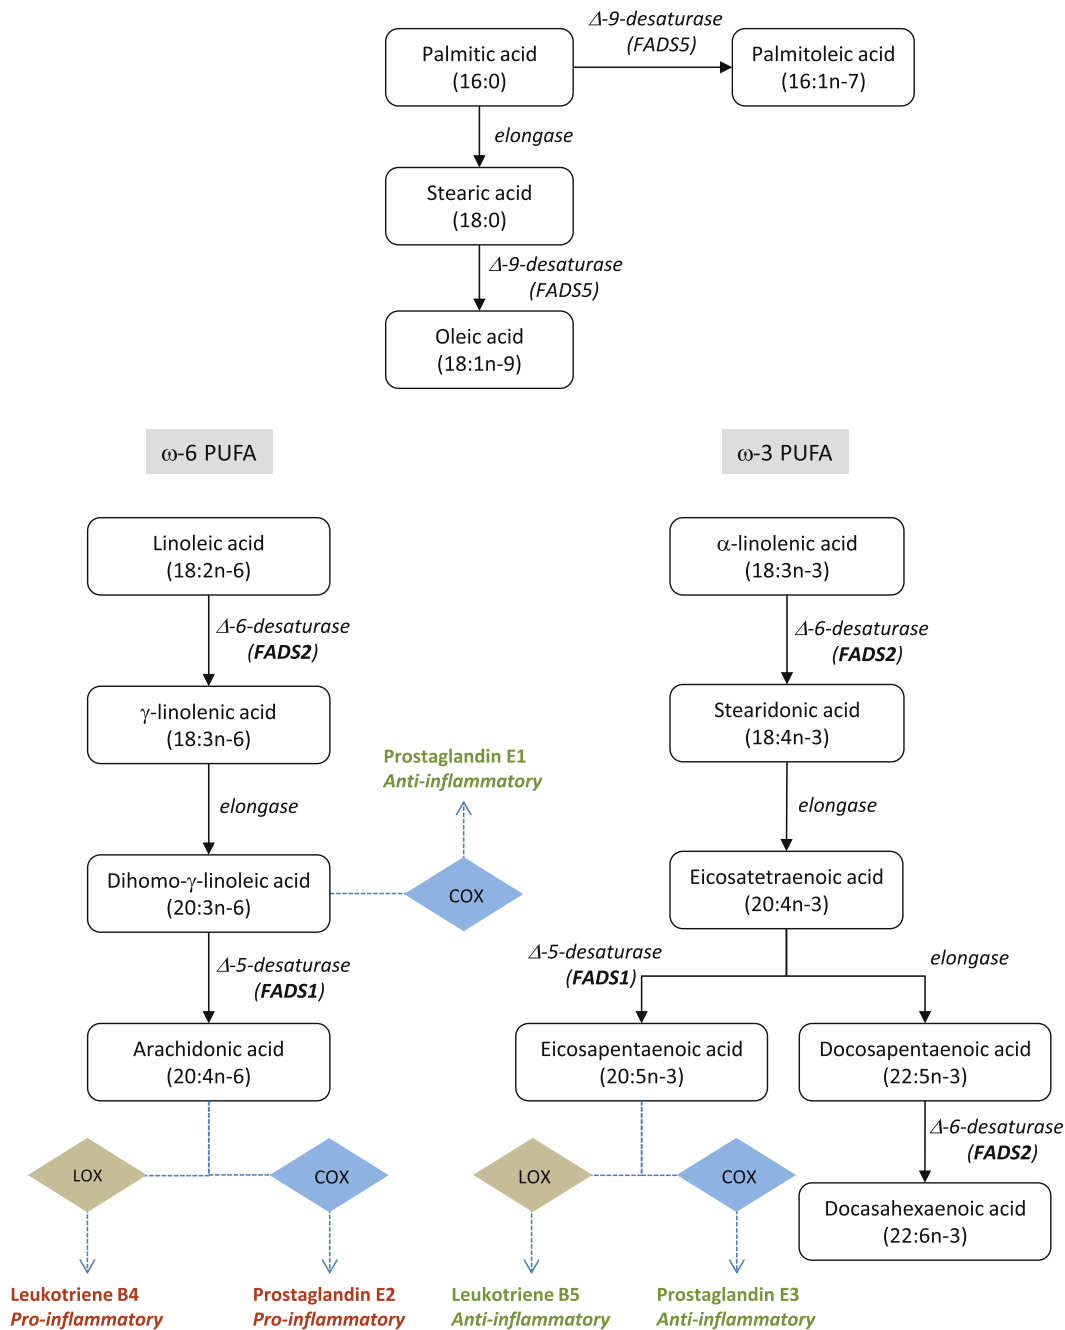 Δ-9-desaturase
(FADS5)
Palmitic acid
(16:0)
Palmitoleic acid
(16:1n-7)
elongase
Stearic acid
(18:0)
Δ-9-desaturase
(FADS5)
Oleic acid
(18:1n-9)
ω-6 PUFA
ω-3 PUFA
Linoleic acid
(18:2n-6)
α-linolenic acid
(18:3n-3)
Δ-6-desaturase
(FADS2)
Δ-6-desaturase
(FADS2)
γ-linolenic acid
(18:3n-6)
Stearidonic acid
(18:4n-3)
Prostaglandin E1
Anti-inflammatory
elongase
elongase
Dihomo-γ-linoleic acid
(20:3n-6)
COX
Eicosatetraenoic acid
(20:4n-3)
Δ-5-desaturase
(FADS1)
Δ-5-desaturase
(FADS1)
elongase
Arachidonic acid
(20:4n-6)
Eicosapentaenoic acid
(20:5n-3)
Docosapentaenoic acid
(22:5n-3)
Δ-6-desaturase
(FADS2)
LOX
COX
LOX
COX
Docasahexaenoic acid
(22:6n-3)
Leukotriene B4
Pro-inflammatory
Prostaglandin E2
Pro-inflammatory
Leukotriene B5
Anti-inflammatory
Prostaglandin E3
Anti-inflammatory